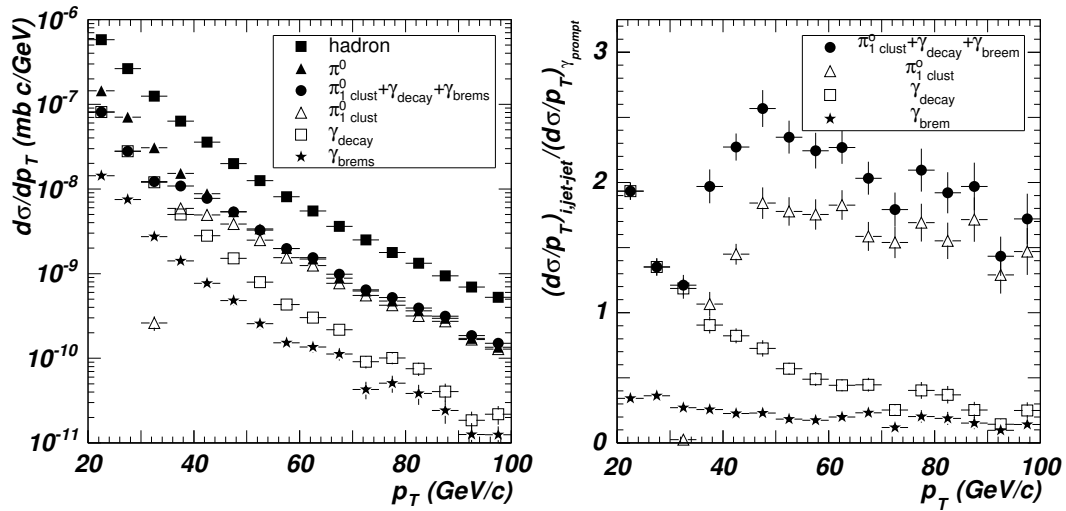 dσ/dp_T (mb c/GeV)
10^-6
10^-7
10^-8
10^-9
10^-10
10^-11
hadron
π^0
π^0_1 clust+γ_decay+γ_brems
π^0_1 clust
γ_decay
γ_brems
20 40 60 80 100
p_T (GeV/c)
(dσ/p_T)_i,jet-jet/(dσ/p_T)_γ_prompt
3
2
1
0
π^0_1 clust+γ_decay+γ_breem
π^0_1 clust
γ_decay
γ_brem
20 40 60 80 100
p_T (GeV/c)